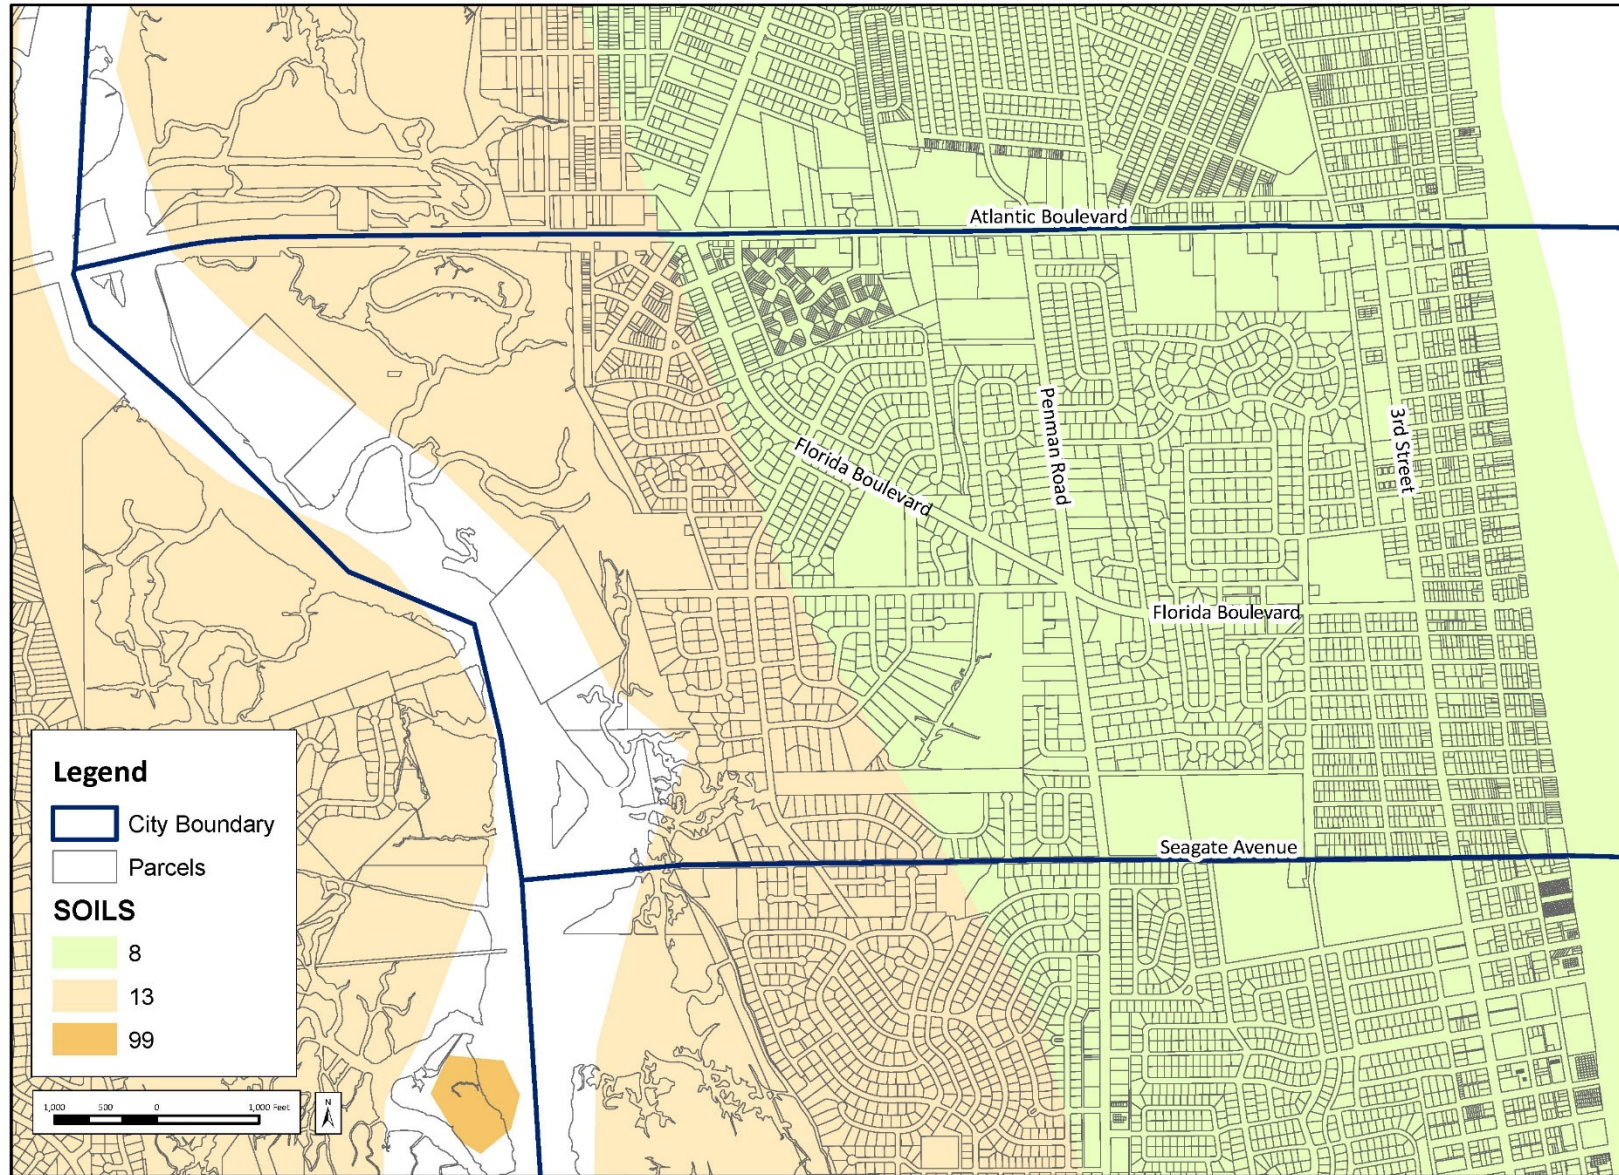 Atlantic Boulevard
Florida Boulevard
Penman Road
3rd Street
Florida Boulevard
Seagate Avenue
Legend
City Boundary
Parcels
SOILS
8
13
99
1,000 500 0 1,000 Feet
N